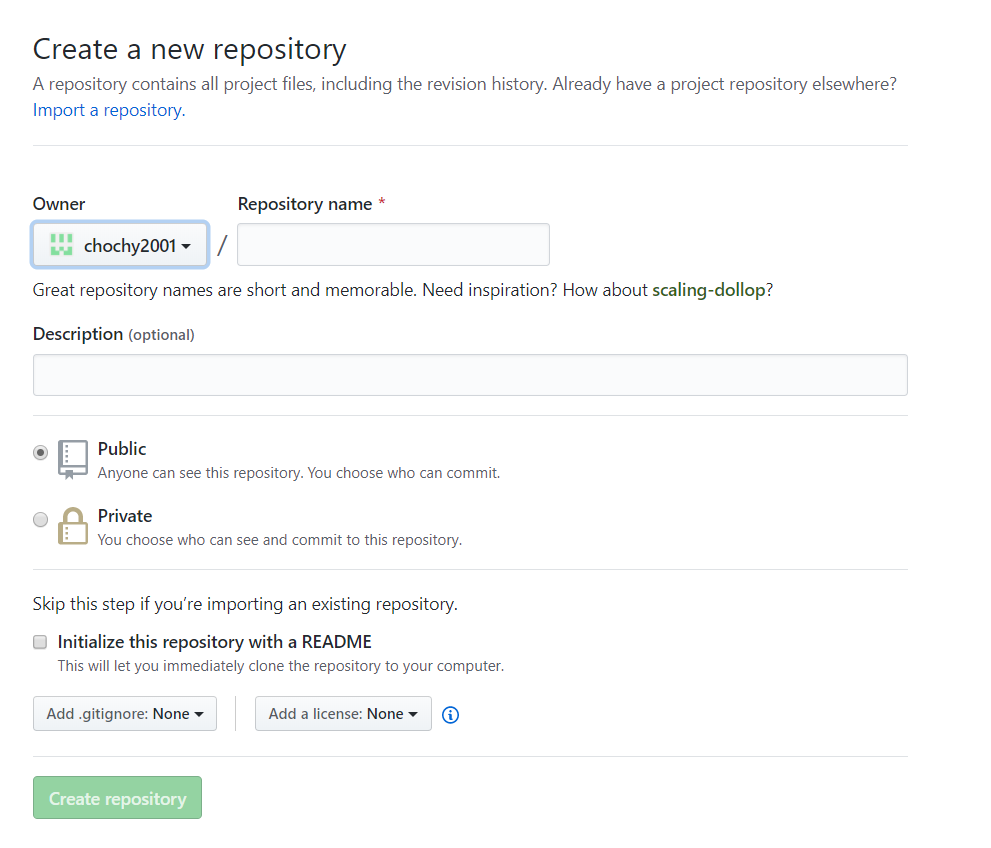 Create a new repository
A repository contains all project files, including the revision history. Already have a project repository elsewhere?
Import a repository.
Owner
Repository name *
chochy2001
/
Great repository names are short and memorable. Need inspiration? How about scaling-dollop?
Description (optional)
Public
Anyone can see this repository. You choose who can commit.
Private
You choose who can see and commit to this repository.
Skip this step if you’re importing an existing repository.
Initialize this repository with a README
This will let you immediately clone the repository to your computer.
Add .gitignore: None
Add a license: None
Create repository